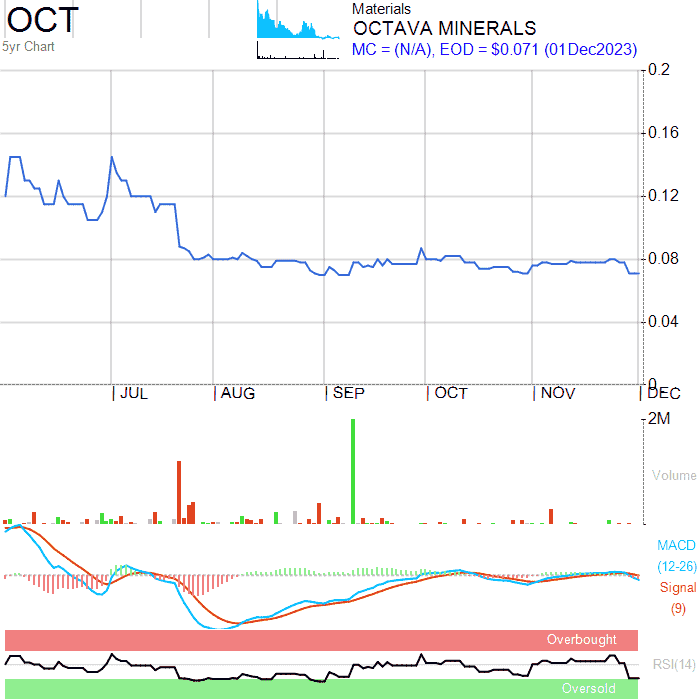 OCT
5yr Chart
Materials
OCTAVA MINERALS
MC = (N/A), EOD = $0.071 (01Dec2023)
0.2
0.16
0.12
0.08
0.04
0
JUL AUG SEP OCT NOV DEC
2M
Volume
MACD
(12-26)
Signal
(9)
Overbought
RSI(14)
Oversold